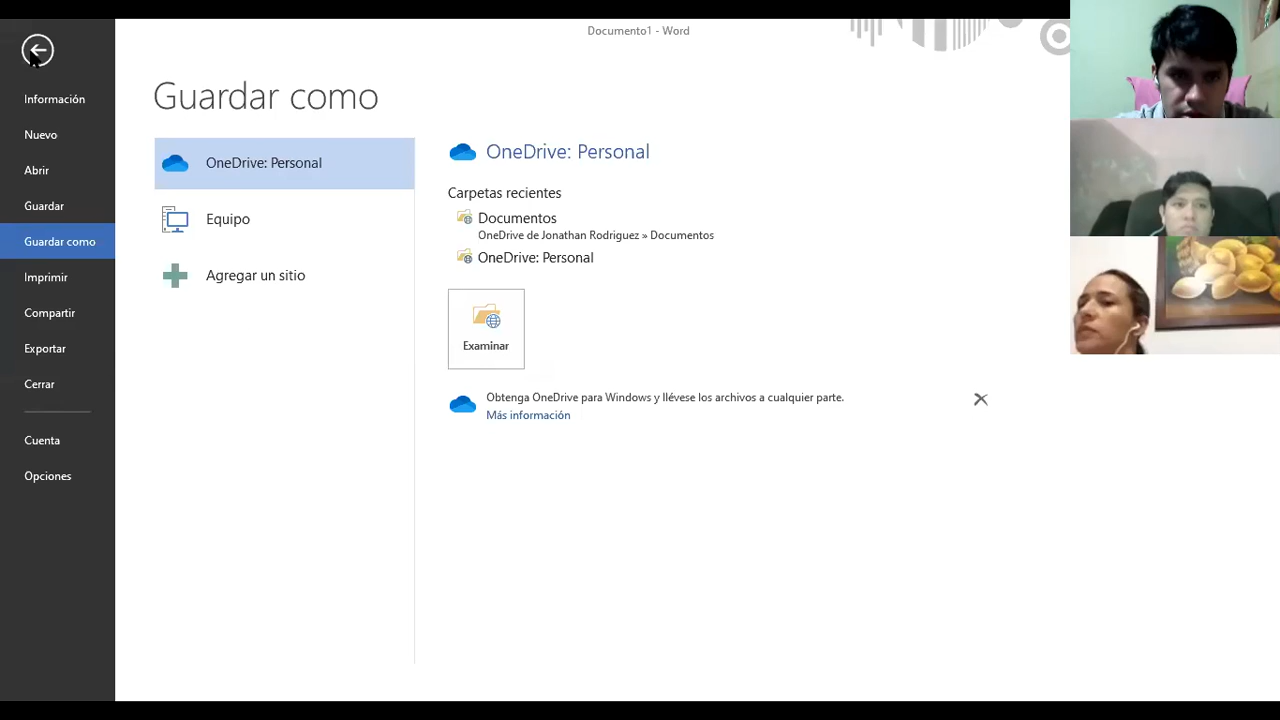 Documento1 - Word
Información
Nuevo
Abrir
Guardar
Guardar como
Imprimir
Compartir
Exportar
Cerrar
Cuenta
Opciones
Guardar como
OneDrive: Personal
Equipo
Agregar un sitio
OneDrive: Personal
Carpetas recientes
Documentos
OneDrive de Jonathan Rodriguez » Documentos
OneDrive: Personal
Examinar
Obtenga OneDrive para Windows y llévese los archivos a cualquier parte.
Más información